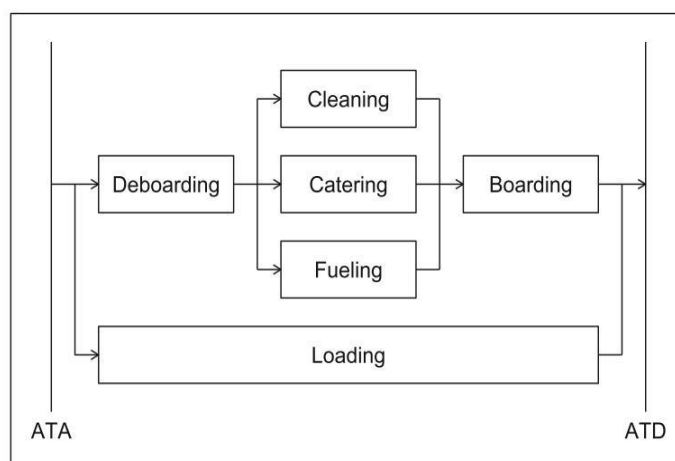 Cleaning
Deboarding
Catering
Boarding
Fueling
Loading
ATA
ATD